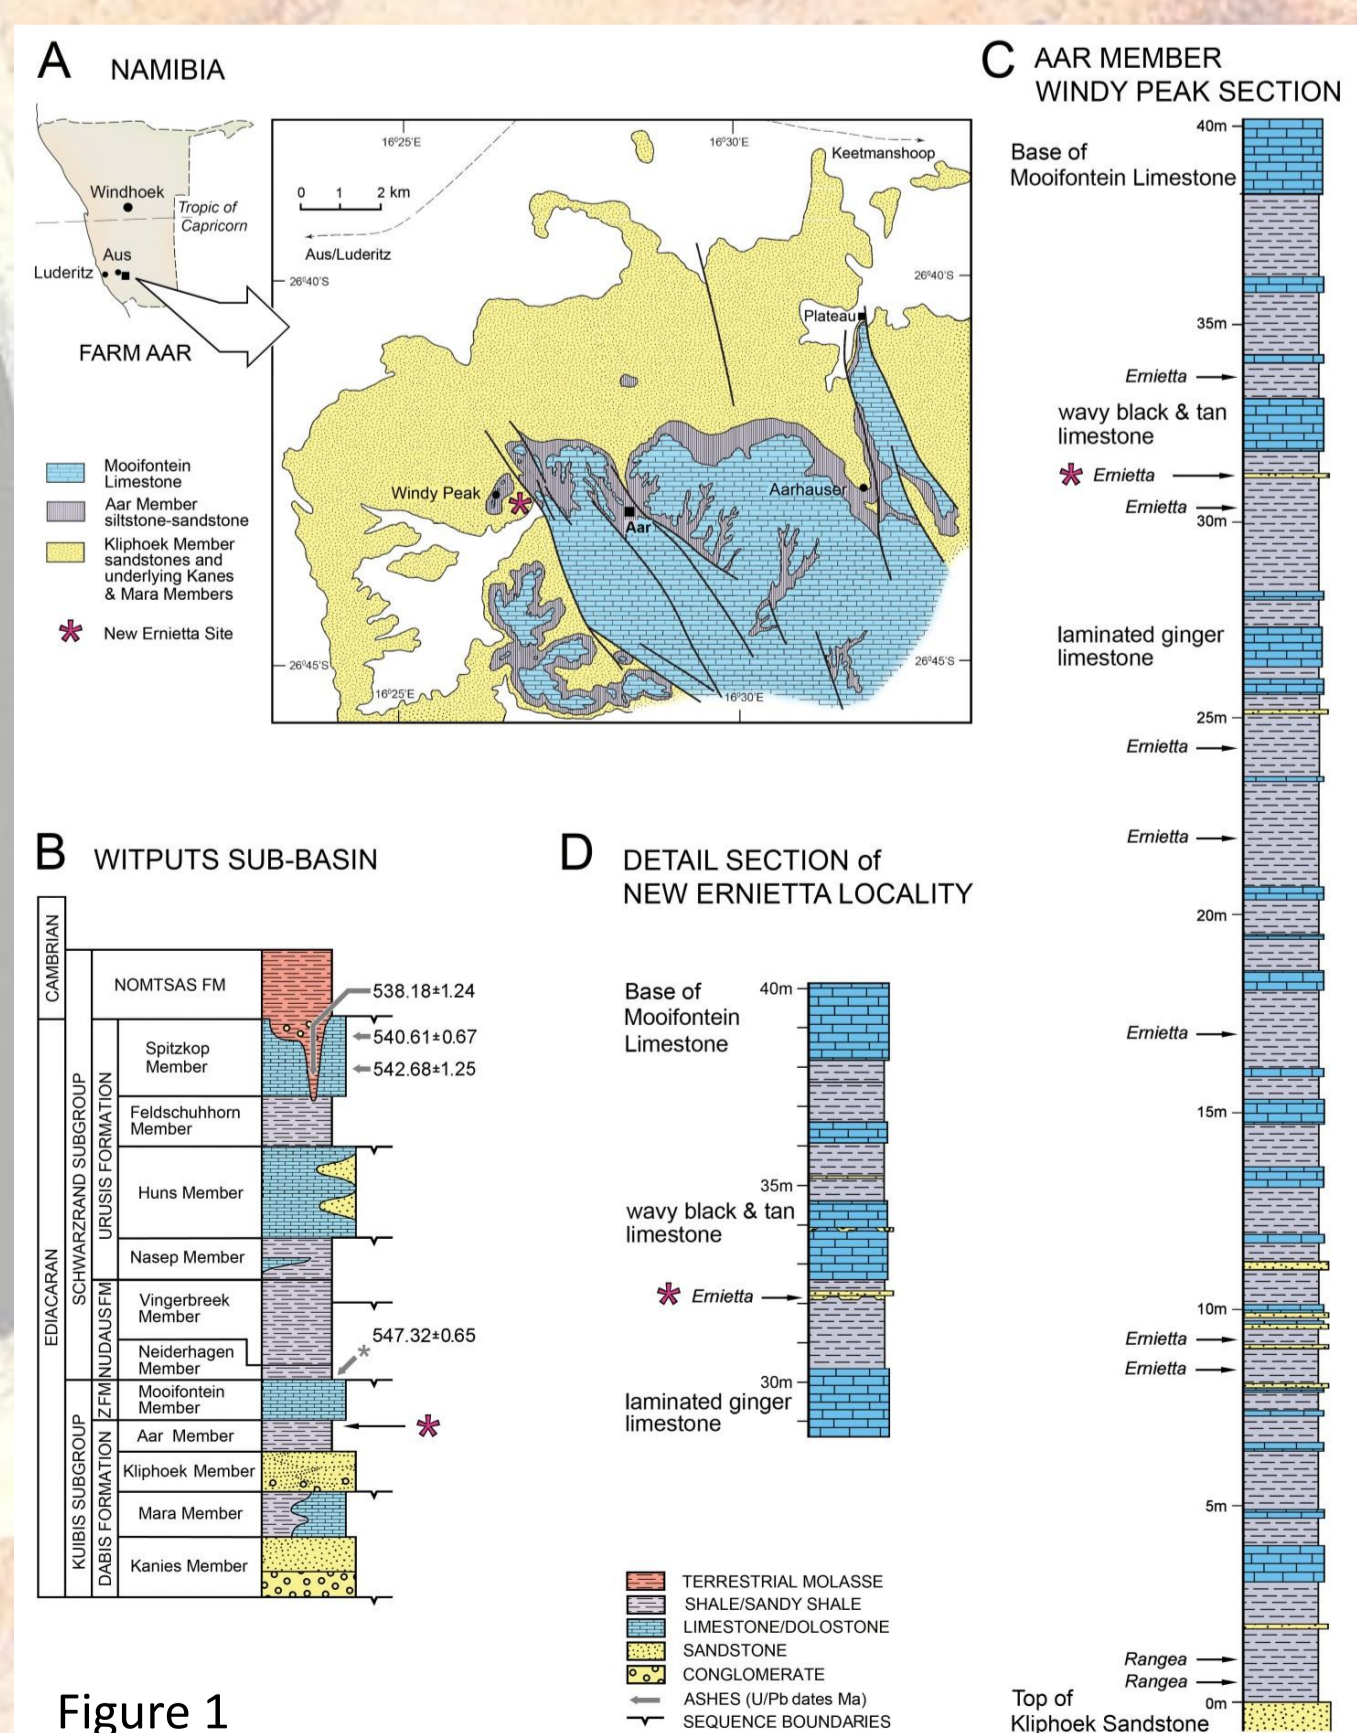 A NAMIBIA
Windhoek
Tropic of
Capricorn
Aus
Luderitz
FARM AAR
Mooifontein
Limestone
Aar Member
siltstone-sandstone
Kliphoek Member
sandstones and
underlying Kanes
& Mara Members
* New Ernietta Site
16°25'E
16°30'E
Keetmanshoop
0 1 2 km
Aus/Luderitz
26°40'S
26°40'S
Plateau
Windy Peak
*
Aarhauser
Aar
26°45'S
26°45'S
16°25'E
16°30'E
B WITPUTS SUB-BASIN
CAMBRIAN
EDIACARAN
SCHWARZRAND SUBGROUP
KUIBIS SUBGROUP
URUSIS FORMATION
NUDAUSFM
ZFM
DABIS FORMATION
NOMTSAS FM
Spitzkop
Member
Feldschuhhorn
Member
Huns Member
Nasep Member
Vingerbreek
Member
Neiderhagen
Member
Mooifontein
Member
Aar Member
Kliphoek Member
Mara Member
Kanies Member
538.18±1.24
540.61±0.67
542.68±1.25
547.32±0.65
*
*
C AAR MEMBER
WINDY PEAK SECTION
40m
Base of
Mooifontein Limestone
35m
Ernietta
wavy black & tan
limestone
* Ernietta
Ernietta
30m
laminated ginger
limestone
25m
Ernietta
Ernietta
20m
Ernietta
15m
10m
Ernietta
Ernietta
5m
Rangea
Rangea
0m
Top of
Kliphoek Sandstone
D DETAIL SECTION of
NEW ERNIETTA LOCALITY
Base of
Mooifontein
Limestone
40m
35m
wavy black & tan
limestone
* Ernietta
30m
laminated ginger
limestone
TERRESTRIAL MOLASSE
SHALE/SANDY SHALE
LIMESTONE/DOLOSTONE
SANDSTONE
CONGLOMERATE
ASHES (U/Pb dates Ma)
SEQUENCE BOUNDARIES
Figure 1